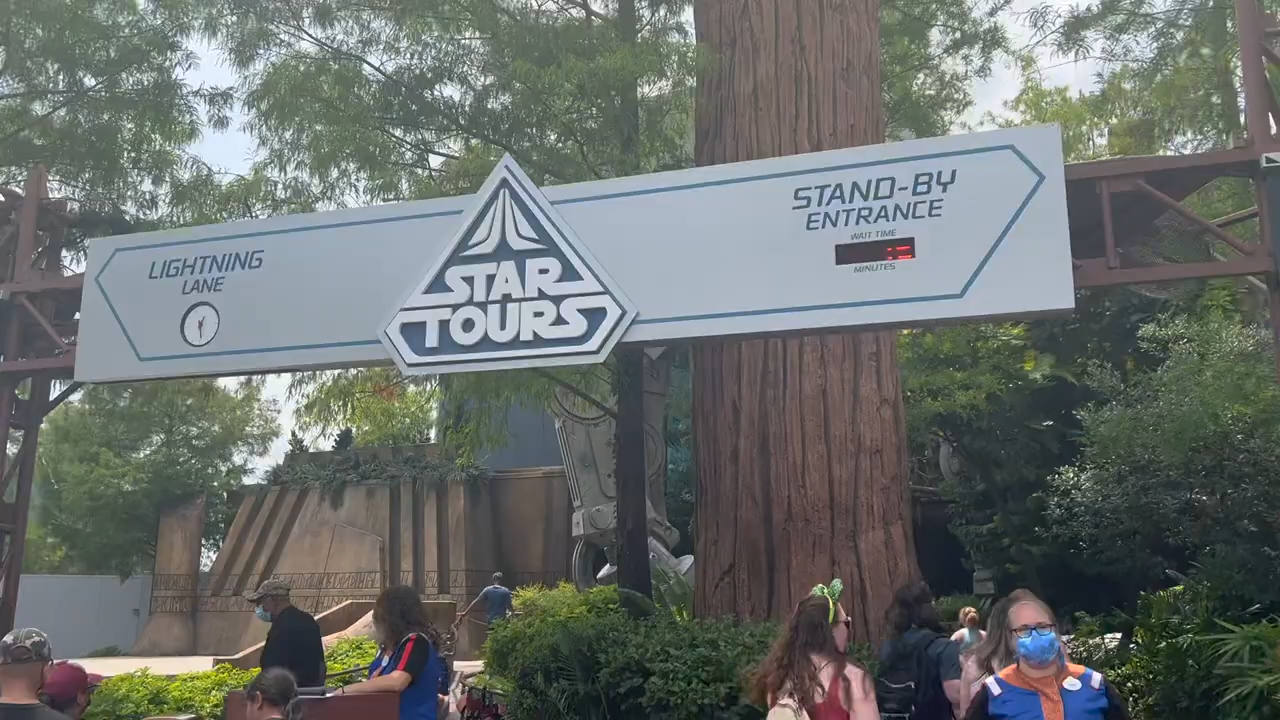 LIGHTNING
LANE
STAR
TOURS
STAND-BY
ENTRANCE
WAIT TIME
MINUTES